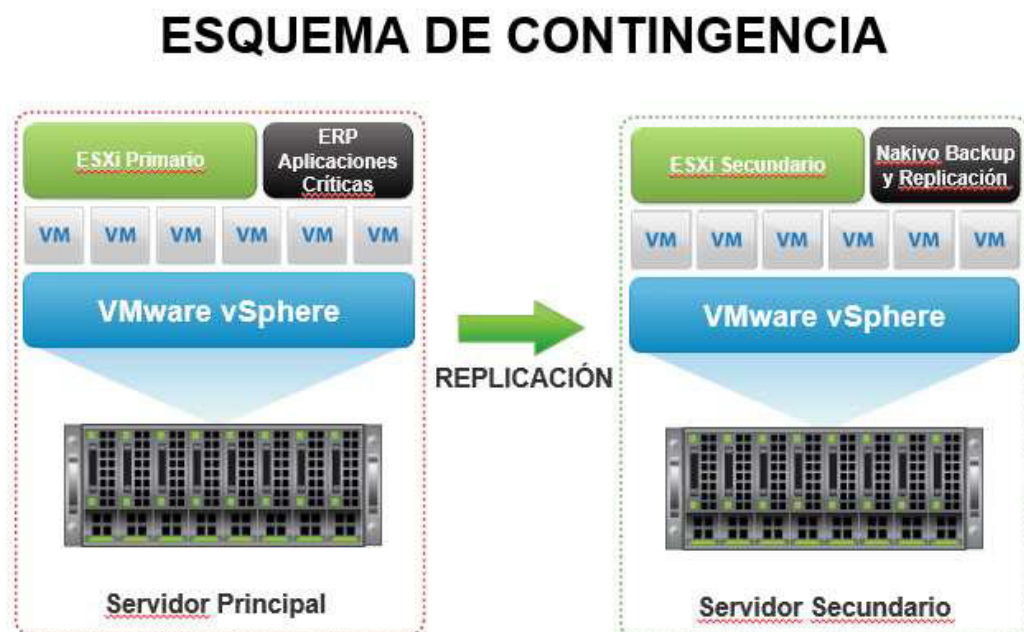 ESQUEMA DE CONTINGENCIA
ESXi Primario
ERP
Aplicaciones
Críticas
VM VM VM VM VM VM
VMware vSphere
Servidor Principal
REPLICACIÓN
ESXi Secundario
Nakivo Backup
y Replicación
VM VM VM VM VM VM
VMware vSphere
Servidor Secundario